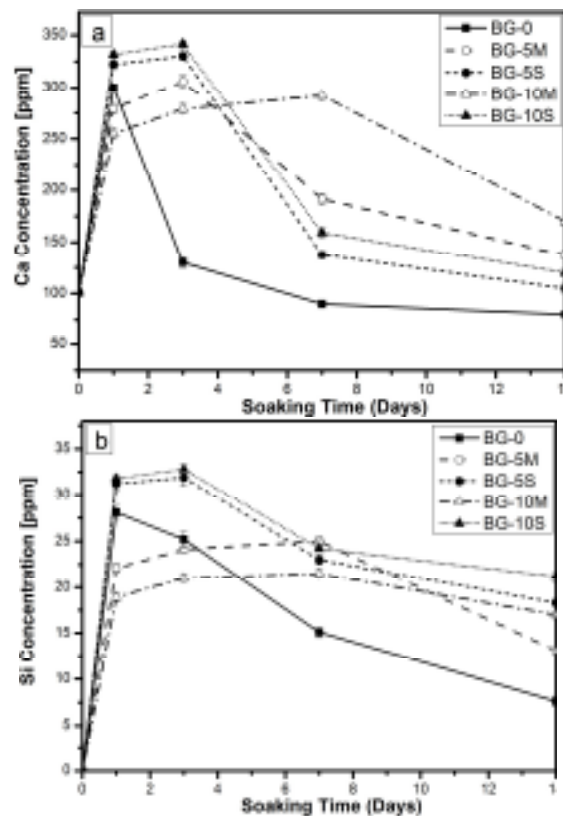 a
BG-0
BG-5M
BG-5S
BG-10M
BG-10S
350
300
250
200
150
100
50
Ca Concentration [ppm]
0 2 4 6 8 10 12 1
Soaking Time (Days)
b
BG-0
BG-5M
BG-5S
BG-10M
BG-10S
35
30
25
20
15
10
5
0
Si Concentration [ppm]
0 2 4 6 8 10 12 1
Soaking Time (Days)